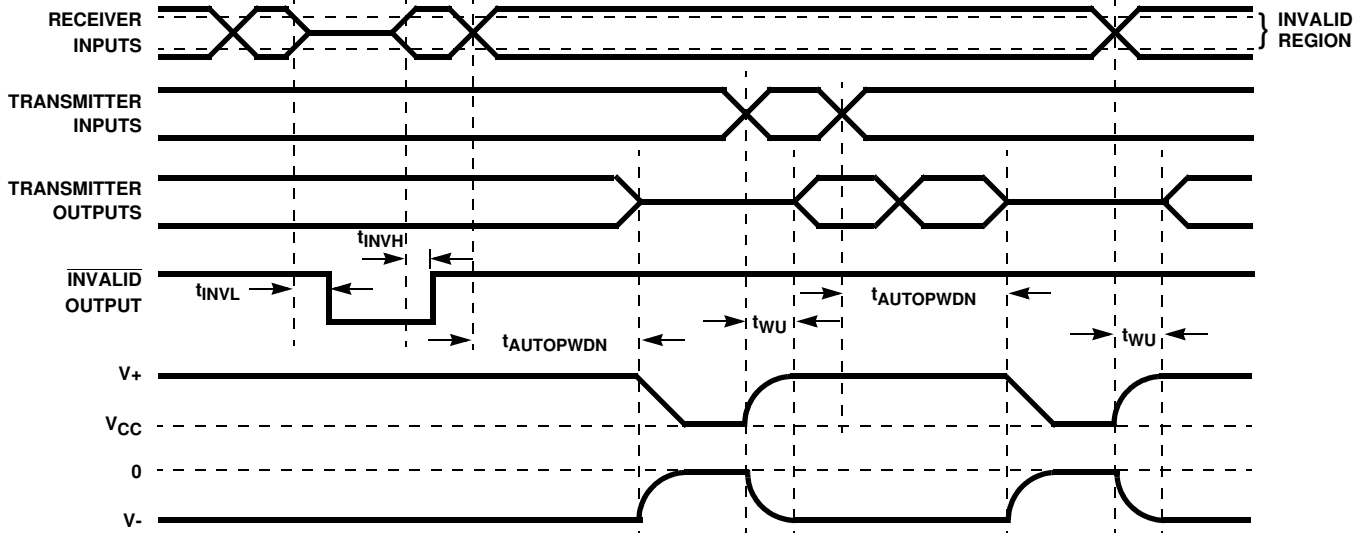 RECEIVER
INPUTS
} INVALID
REGION
TRANSMITTER
INPUTS
TRANSMITTER
OUTPUTS
tINVH
INVALID
OUTPUT
tINVL
tAUTOPWDN
tWU
tWU
tAUTOPWDN
V+
VCC
0
V-